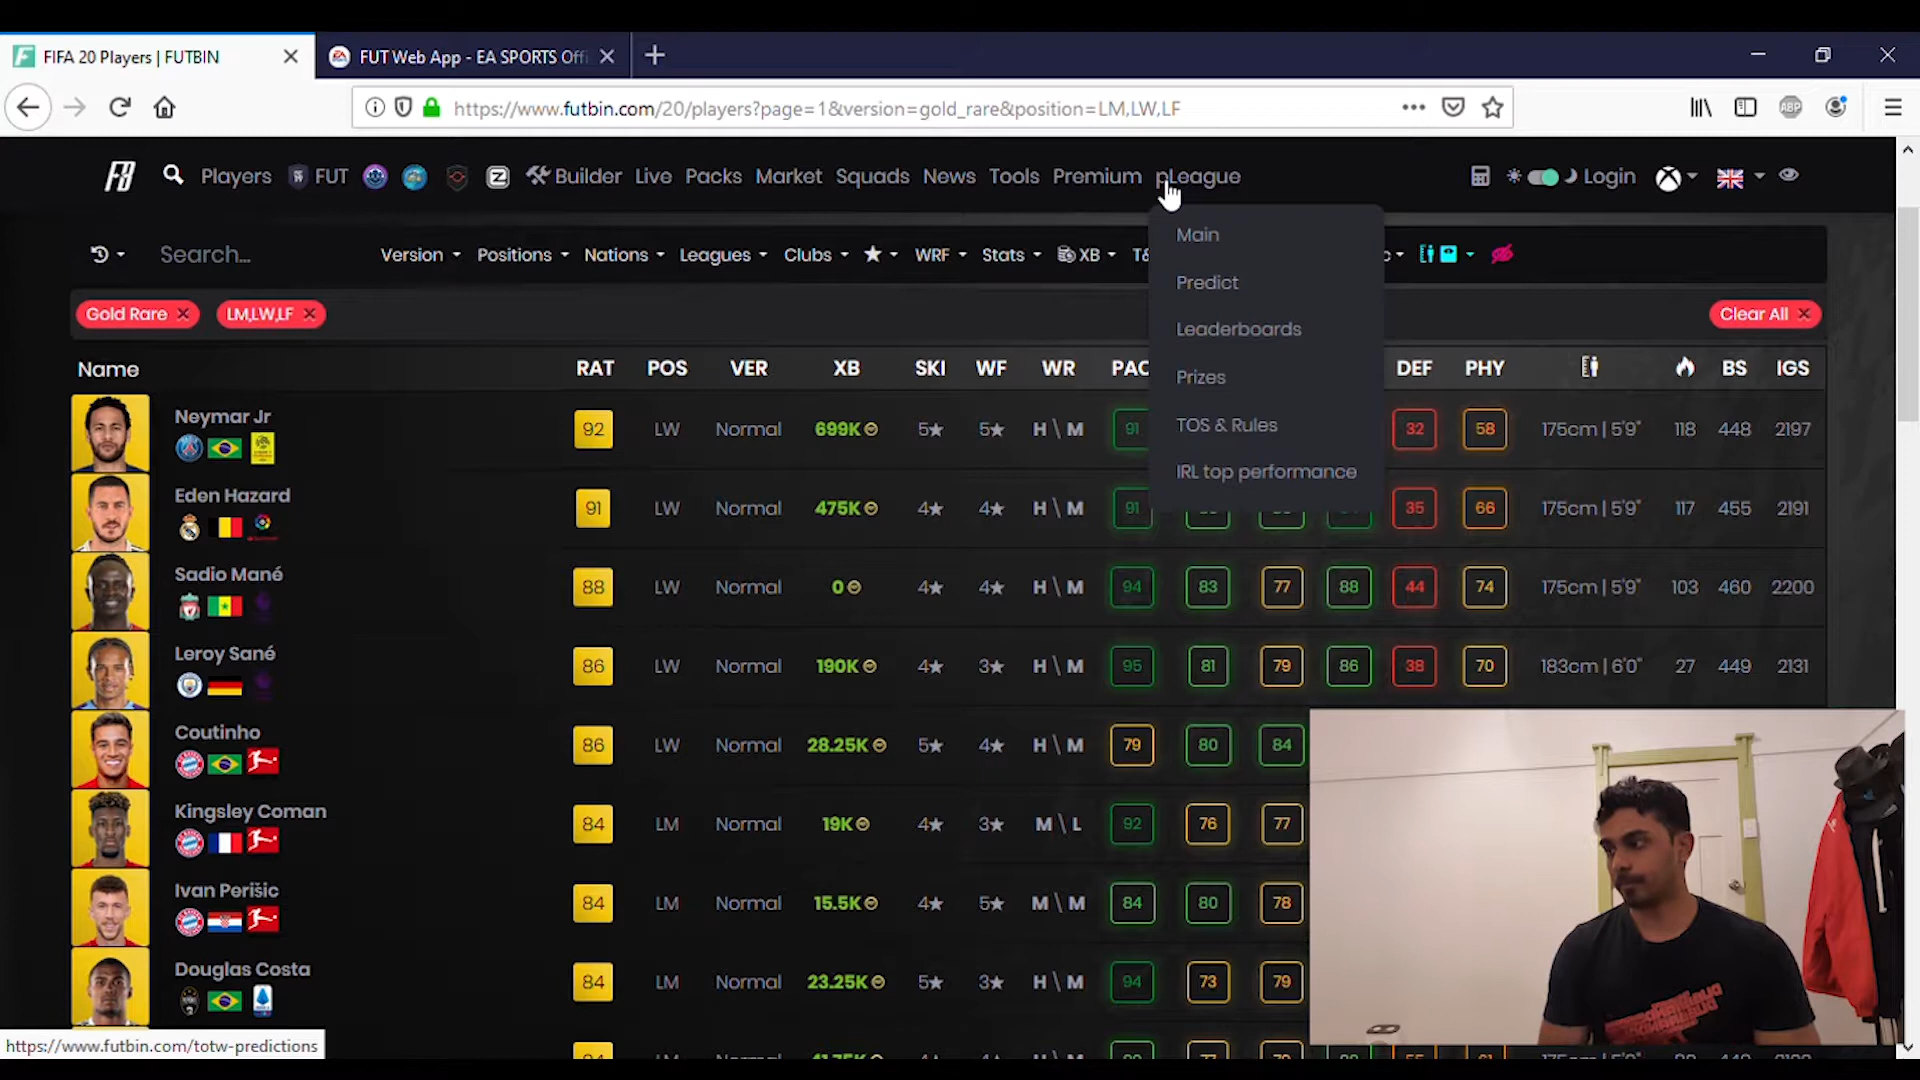 FIFA 20 Players | FUTBIN
FUT Web App - EA SPORTS Offi
https://www.futbin.com/20/players?page=1&version=gold_rare&position=LM,LW,LF
ABP
FB Players FUT Z Builder Live Packs Market Squads News Tools Premium pLeague Login
Search... Version Positions Nations Leagues Clubs WRF Stats XB T&
Main
Predict
Leaderboards
Prizes
TOS & Rules
IRL top performance
Gold Rare × LM,LW,LF × Clear All ×
Name RAT POS VER XB SKI WF WR PAC DEF PHY BS IGS
Neymar Jr 92 LW Normal 699K 5★ 5★ H \ M 91 32 58 175cm | 5'9" 118 448 2197
Eden Hazard 91 LW Normal 475K 4★ 4★ H \ M 91 35 66 175cm | 5'9" 117 455 2191
Sadio Mané 88 LW Normal 0 4★ 4★ H \ M 94 83 77 88 44 74 175cm | 5'9" 103 460 2200
Leroy Sané 86 LW Normal 190K 4★ 3★ H \ M 95 81 79 86 38 70 183cm | 6'0" 27 449 2131
Coutinho 86 LW Normal 28.25K 5★ 4★ H \ M 79 80 84
Kingsley Coman 84 LM Normal 19K 4★ 3★ M \ L 92 76 77
Ivan Perišic 84 LM Normal 15.5K 4★ 5★ M \ M 84 80 78
Douglas Costa 84 LM Normal 23.25K 5★ 3★ H \ M 94 73 79
https://www.futbin.com/totw-predictions